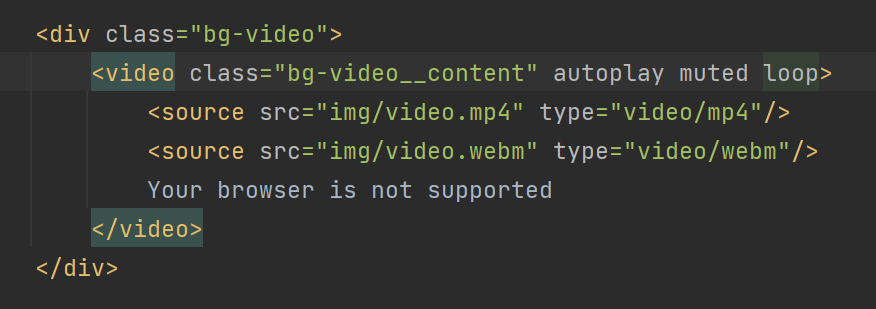 <div class="bg-video">
<video class="bg-video__content" autoplay muted loop>
<source src="img/video.mp4" type="video/mp4"/>
<source src="img/video.webm" type="video/webm"/>
Your browser is not supported
</video>
</div>